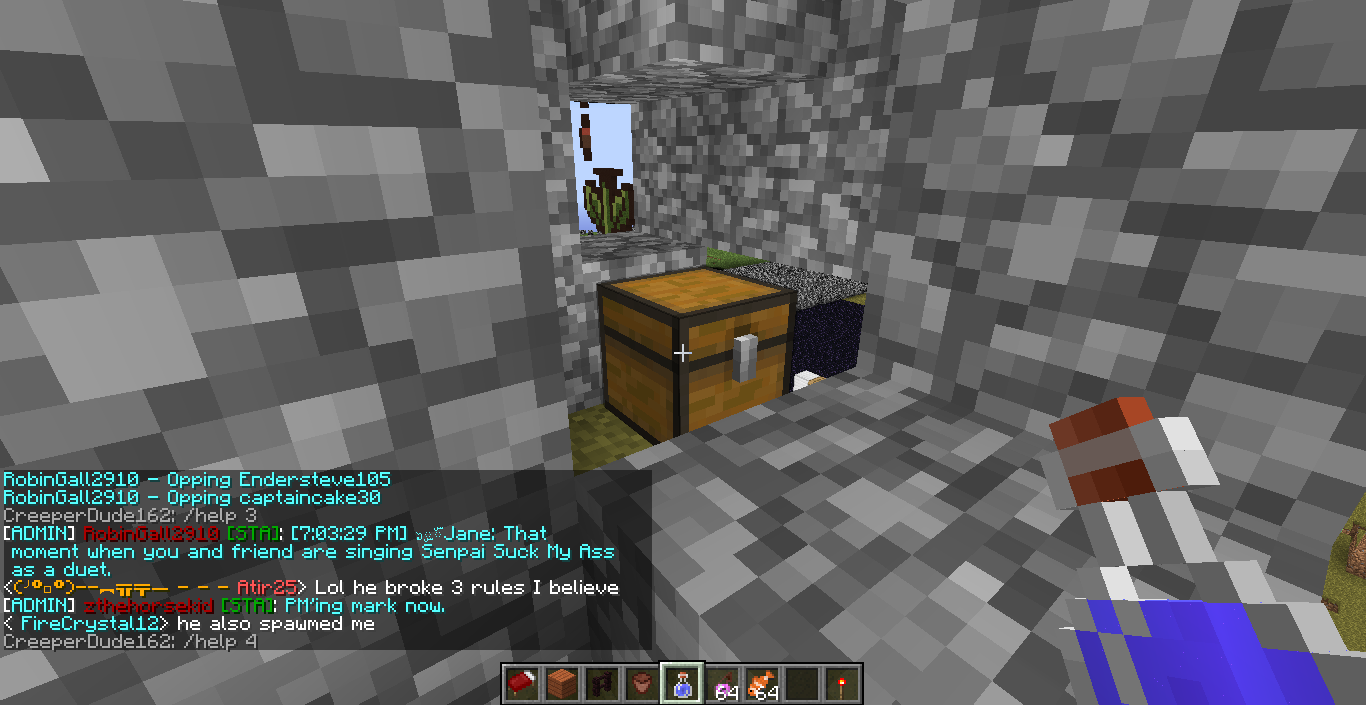 RobinGall2910 - Opping Endersteve105
RobinGall2910 - Opping captaincake30
CreeperDude162: /help 3
[ADMIN] RobinGall2910 [STA]: [7:03:29 PM] Jane: That
moment when you and friend are singing Senpai Suck My Ass
as a duet.
Atir25> Lol he broke 3 rules I believe
[ADMIN] zthehorsekid [STA]: PM'ing mark now.
< FireCrystal12> he also spawmed me
CreeperDude162: /help 4
64 64